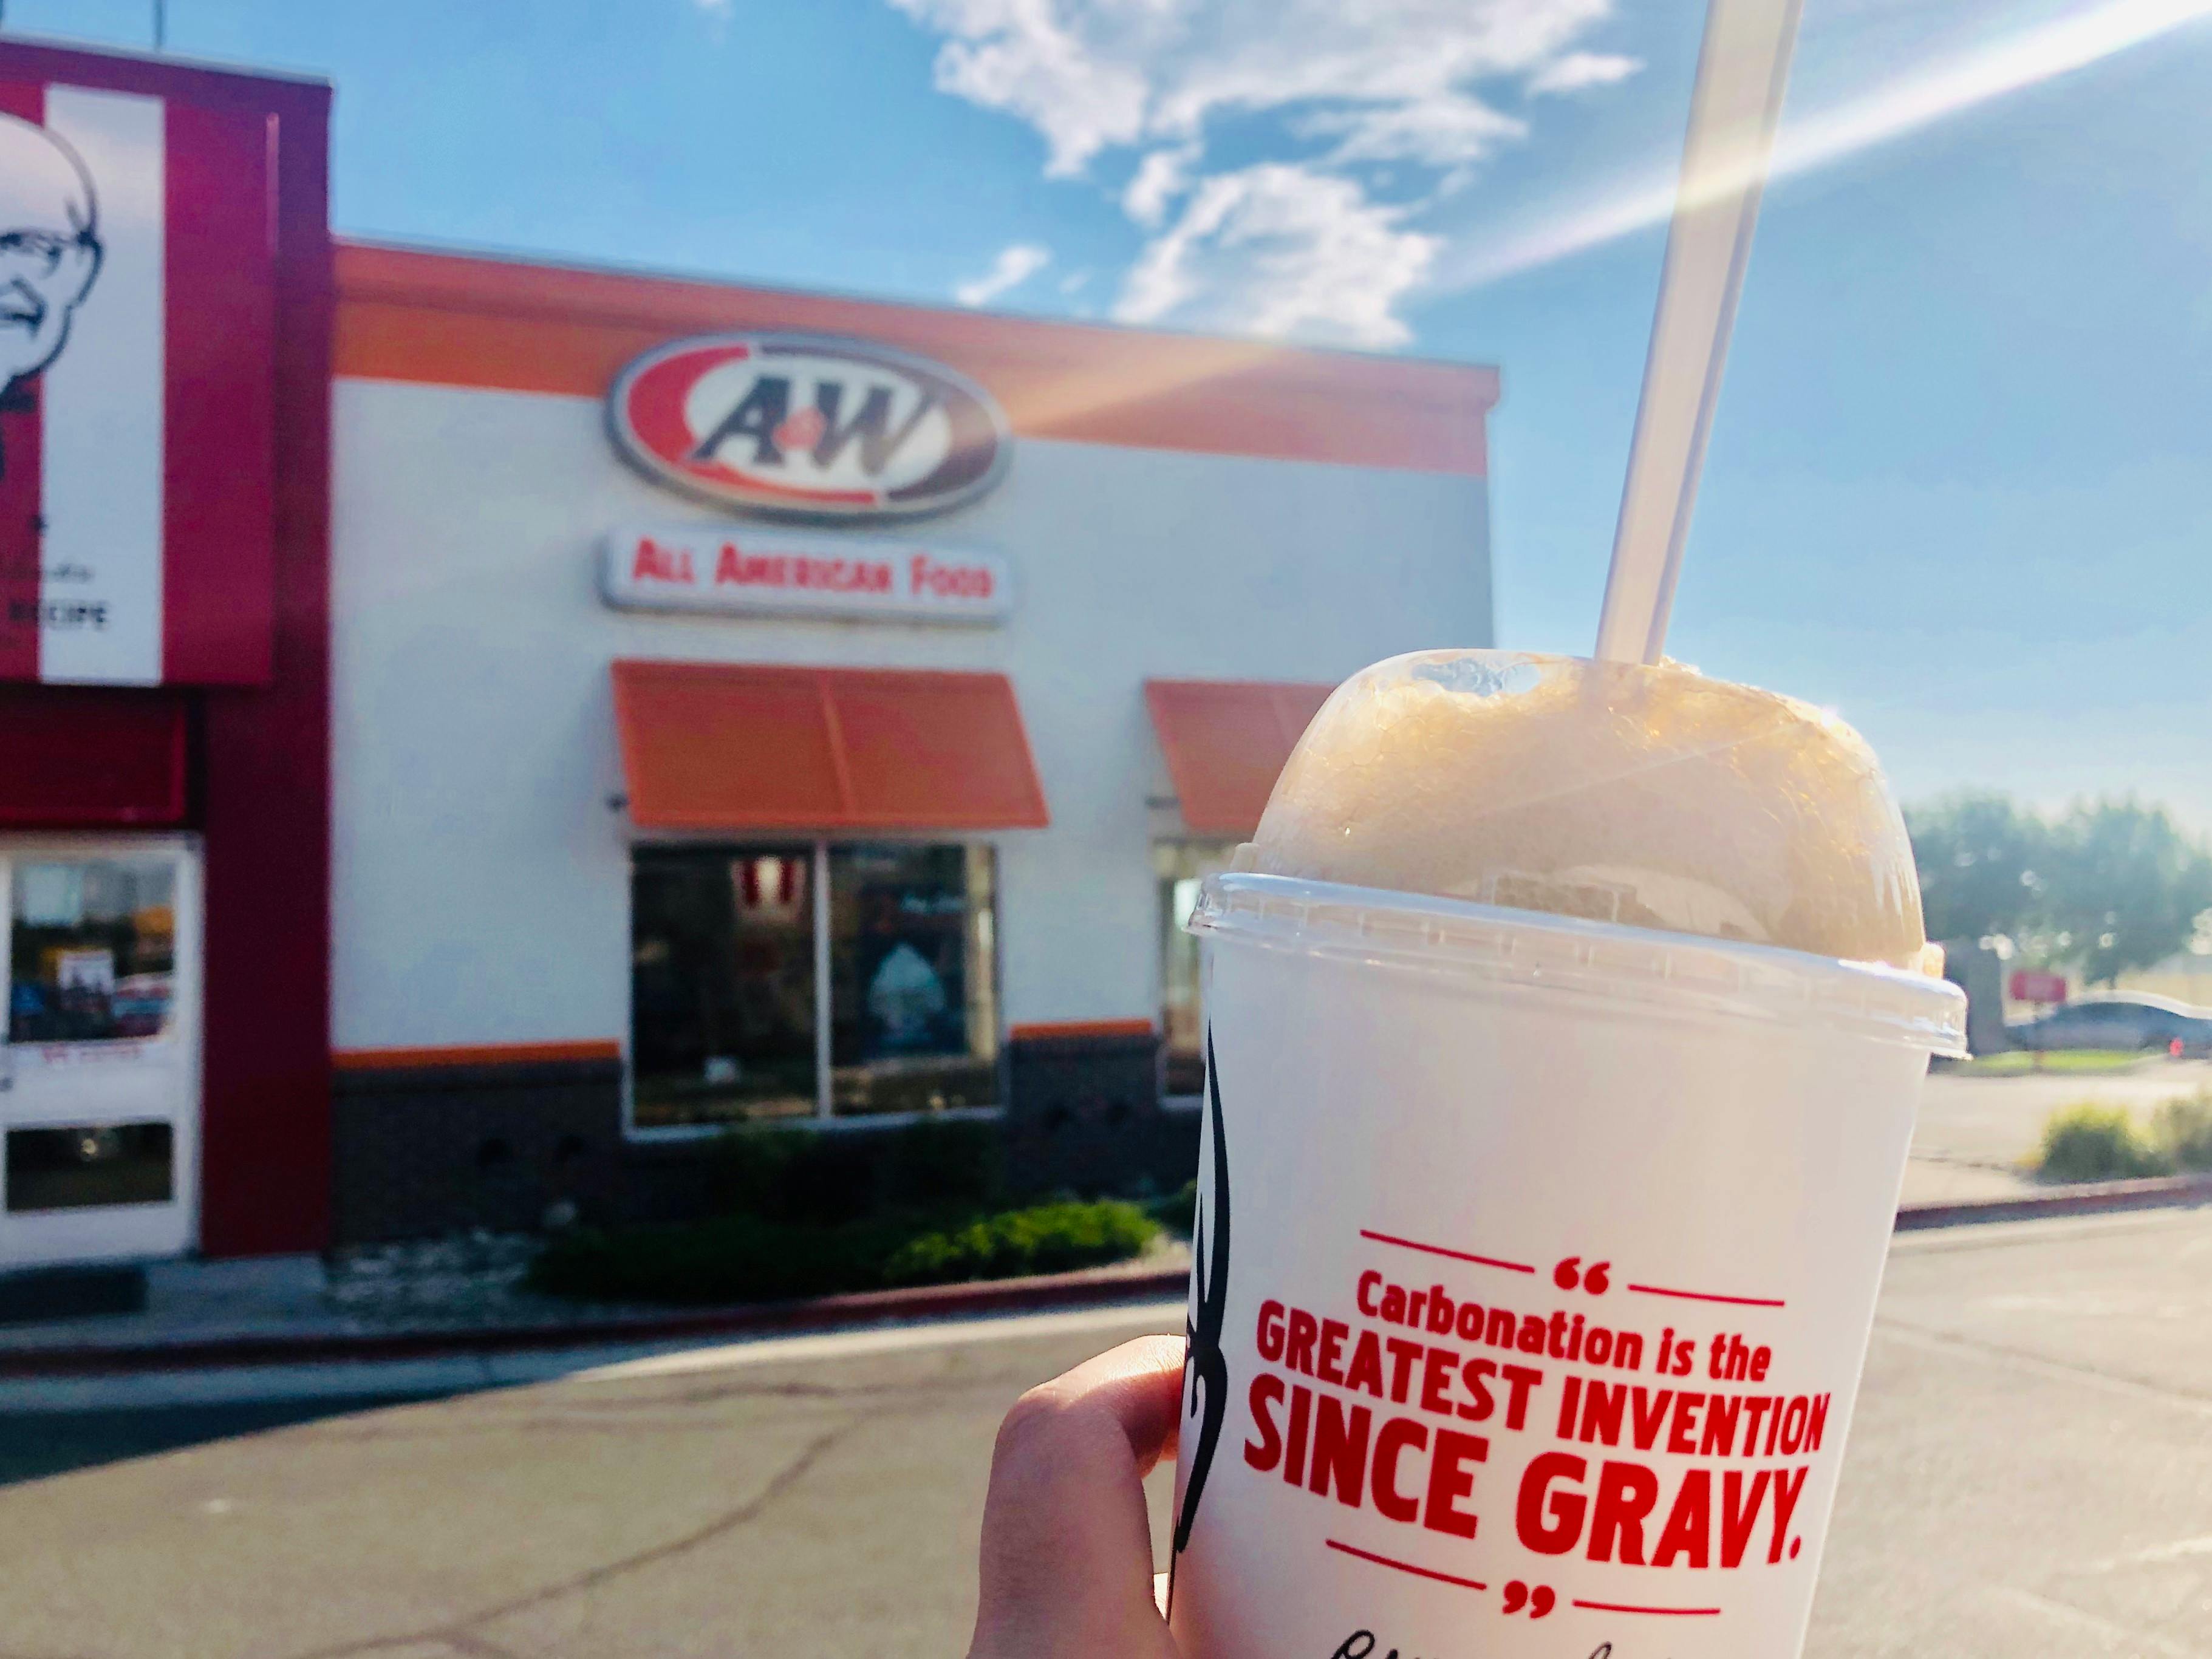 A&W
ALL AMERICAN FOOD
RECIPE
“
Carbonation is the
GREATEST INVENTION
SINCE GRAVY.
”